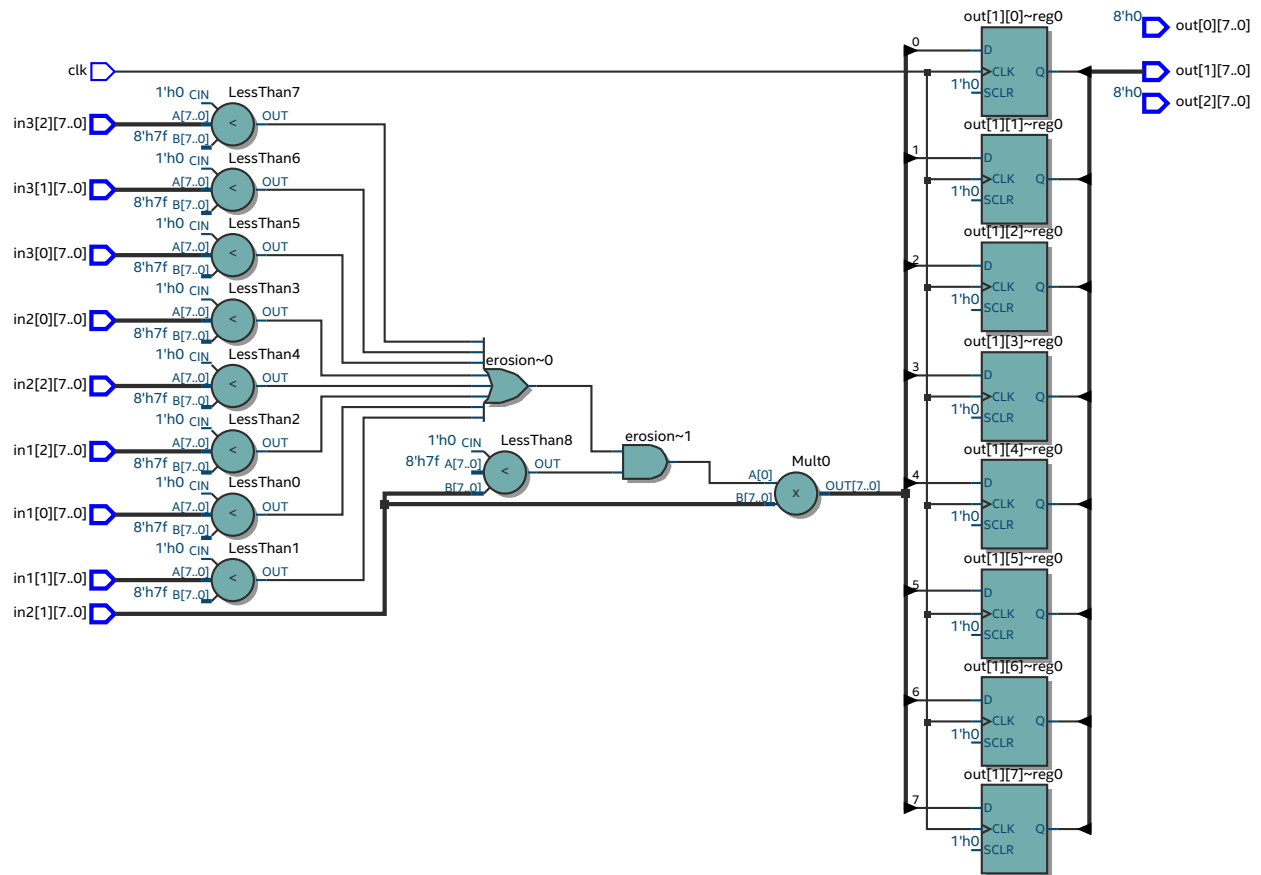 clk
in3[2][7..0]
1'h0 CIN
A[7..0]
8'h7f B[7..0]
LessThan7
<
OUT
in3[1][7..0]
1'h0 CIN
A[7..0]
8'h7f B[7..0]
LessThan6
<
OUT
in3[0][7..0]
1'h0 CIN
A[7..0]
8'h7f B[7..0]
LessThan5
<
OUT
in2[0][7..0]
1'h0 CIN
A[7..0]
8'h7f B[7..0]
LessThan3
<
OUT
in2[2][7..0]
1'h0 CIN
A[7..0]
8'h7f B[7..0]
LessThan4
<
OUT
in1[2][7..0]
1'h0 CIN
A[7..0]
8'h7f B[7..0]
LessThan2
<
OUT
in1[0][7..0]
1'h0 CIN
A[7..0]
8'h7f B[7..0]
LessThan0
<
OUT
in1[1][7..0]
1'h0 CIN
A[7..0]
8'h7f B[7..0]
LessThan1
<
OUT
in2[1][7..0]
erosion~0
1'h0 CIN
8'h7f A[7..0]
B[7..0]
LessThan8
<
OUT
erosion~1
Mult0
A[0]
B[7..0]
x
OUT[7..0]
out[1][0]~reg0
0
D
CLK
1'h0
SCLR
Q
out[1][1]~reg0
1
D
CLK
1'h0
SCLR
Q
out[1][2]~reg0
2
D
CLK
1'h0
SCLR
Q
out[1][3]~reg0
3
D
CLK
1'h0
SCLR
Q
out[1][4]~reg0
4
D
CLK
1'h0
SCLR
Q
out[1][5]~reg0
5
D
CLK
1'h0
SCLR
Q
out[1][6]~reg0
6
D
CLK
1'h0
SCLR
Q
out[1][7]~reg0
7
D
CLK
1'h0
SCLR
Q
8'h0
out[0][7..0]
out[1][7..0]
8'h0
out[2][7..0]